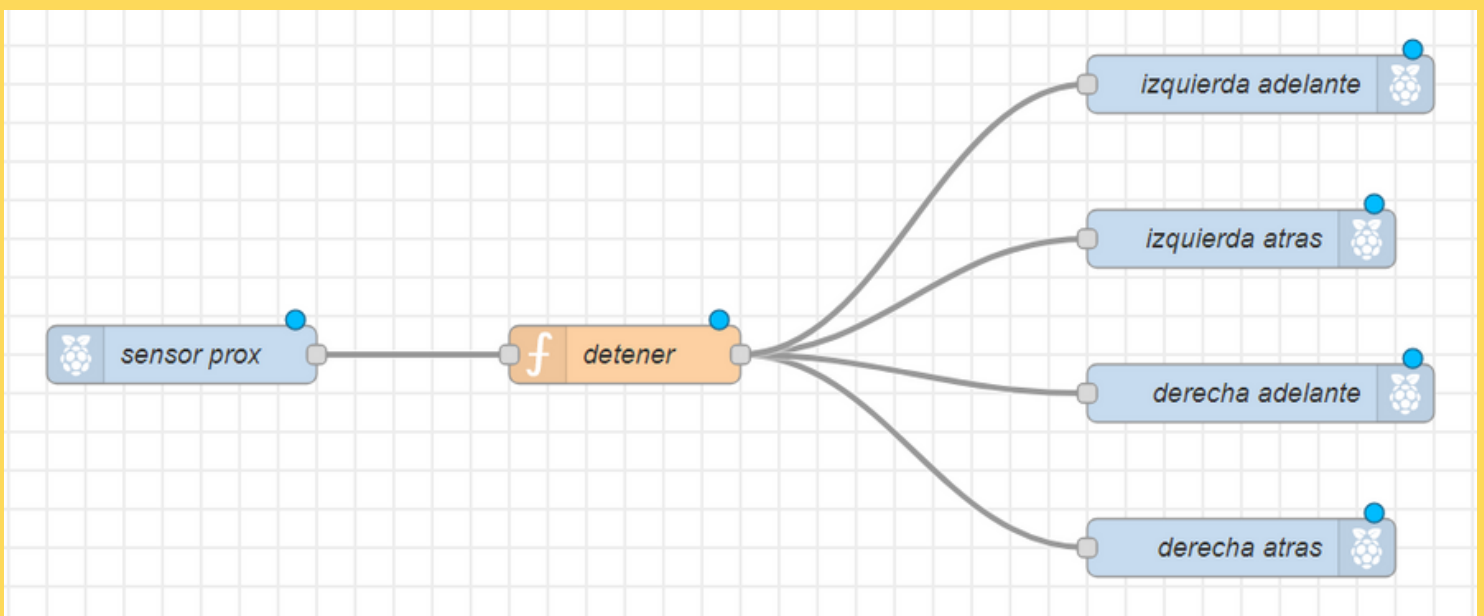 izquierda adelante
izquierda atras
sensor prox
detener
derecha adelante
derecha atras